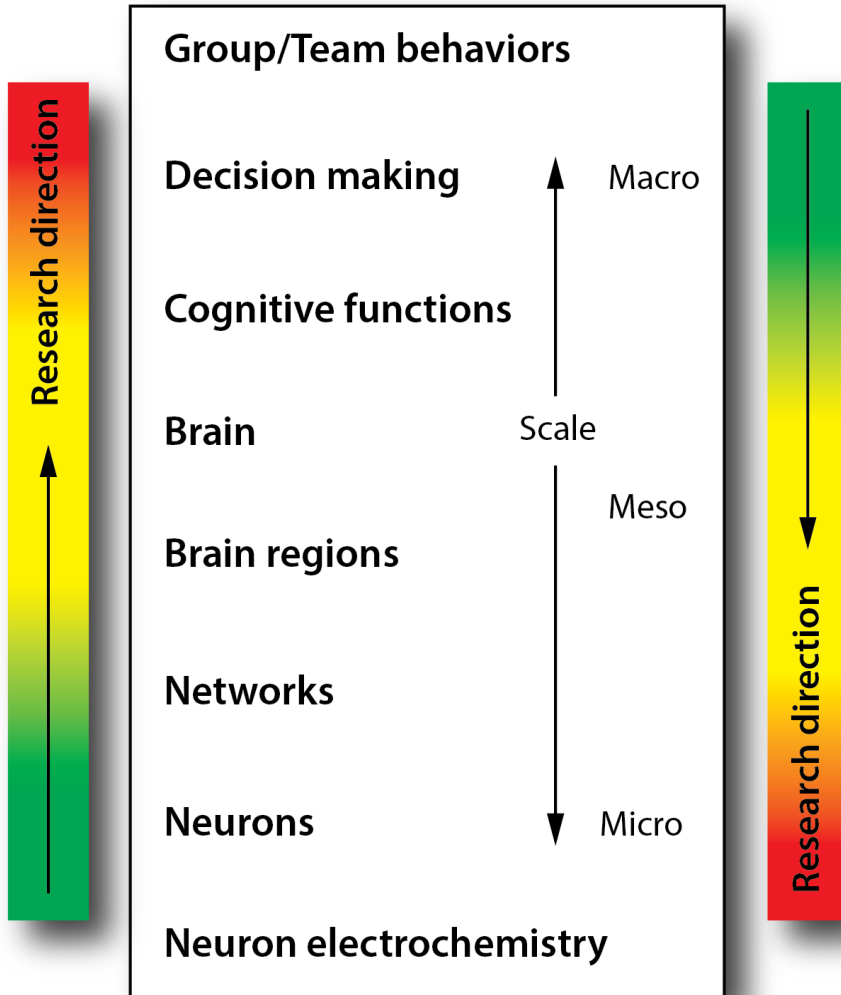 Group/Team behaviors
Research direction
Decision making
Macro
Cognitive functions
Brain
Scale
Meso
Brain regions
Networks
Research direction
Neurons
Micro
Neuron electrochemistry